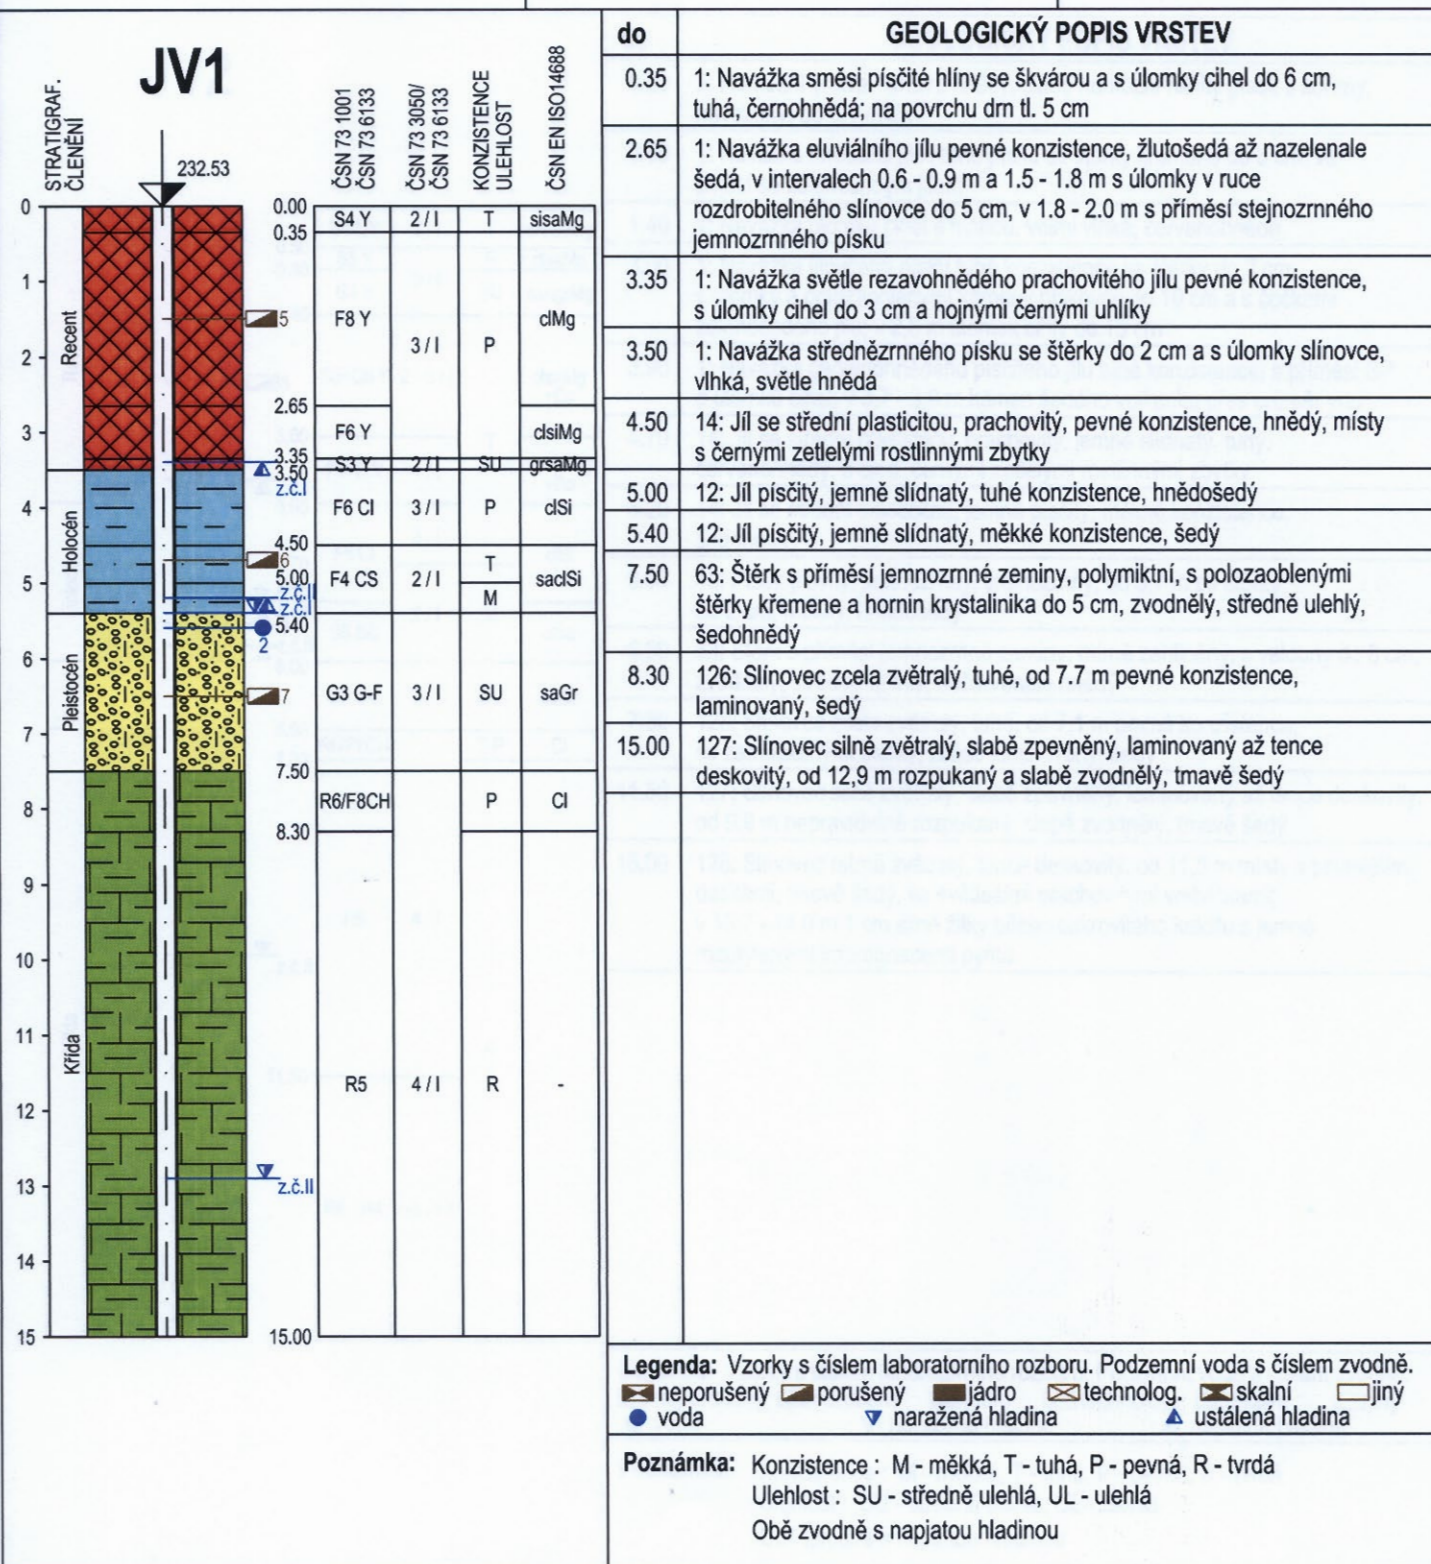 JV1
STRATIGRAF.
ČLENĚNÍ
232.53
ČSN 73 1001
ČSN 73 6133
ČSN 73 3050/
ČSN 73 6133
KONZISTENCE
ULEHLOST
ČSN EN ISO14688
0
1
2
3
4
5
6
7
8
9
10
11
12
13
14
15
Recent
Holocén
Pleistocén
Křída
5
z.č.I
6
z.č.II
z.č.I
2
7
z.č.II
0.00
0.35
2.65
3.35
3.50
4.50
5.00
5.40
7.50
8.30
15.00
S4 Y 2 / I T sisaMg
F8 Y clMg
3 / I P
F6 Y clsiMg
S3 Y 2 / I SU grsaMg
F6 CI 3 / I P clSi
T
F4 CS 2 / I saclSi
M
G3 G-F 3 / I SU saGr
R6/F8CH P Cl
R5 4 / I R -
do GEOLOGICKÝ POPIS VRSTEV
0.35 1: Navážka směsi písčité hlíny se škvárou a s úlomky cihel do 6 cm,
tuhá, černohnědá; na povrchu drn tl. 5 cm
2.65 1: Navážka eluviálního jílu pevné konzistence, žlutošedá až nazelenale
šedá, v intervalech 0.6 - 0.9 m a 1.5 - 1.8 m s úlomky v ruce
rozdrobitelného slínovce do 5 cm, v 1.8 - 2.0 m s příměsí stejnozrnného
jemnozrnného písku
3.35 1: Navážka světle rezavohnědého prachovitého jílu pevné konzistence,
s úlomky cihel do 3 cm a hojnými černými uhlíky
3.50 1: Navážka střednězrnného písku se štěrky do 2 cm a s úlomky slínovce,
vlhká, světle hnědá
4.50 14: Jíl se střední plasticitou, prachovitý, pevné konzistence, hnědý, místy
s černými zetlelými rostlinnými zbytky
5.00 12: Jíl písčitý, jemně slídnatý, tuhé konzistence, hnědošedý
5.40 12: Jíl písčitý, jemně slídnatý, měkké konzistence, šedý
7.50 63: Štěrk s příměsí jemnozrnné zeminy, polymiktní, s polozaoblenými
štěrky křemene a hornin krystalinika do 5 cm, zvodnělý, středně ulehlý,
šedohnědý
8.30 126: Slínovec zcela zvětralý, tuhé, od 7.7 m pevné konzistence,
laminovaný, šedý
15.00 127: Slínovec silně zvětralý, slabě zpevněný, laminovaný až tence
deskovitý, od 12,9 m rozpukaný a slabě zvodnělý, tmavě šedý
Legenda: Vzorky s číslem laboratorního rozboru. Podzemní voda s číslem zvodně.
neporušený porušený jádro technolog. skalní jiný
voda naražená hladina ustálená hladina
Poznámka: Konzistence : M - měkká, T - tuhá, P - pevná, R - tvrdá
Ulehlost : SU - středně ulehlá, UL - ulehlá
Obě zvodně s napjatou hladinou